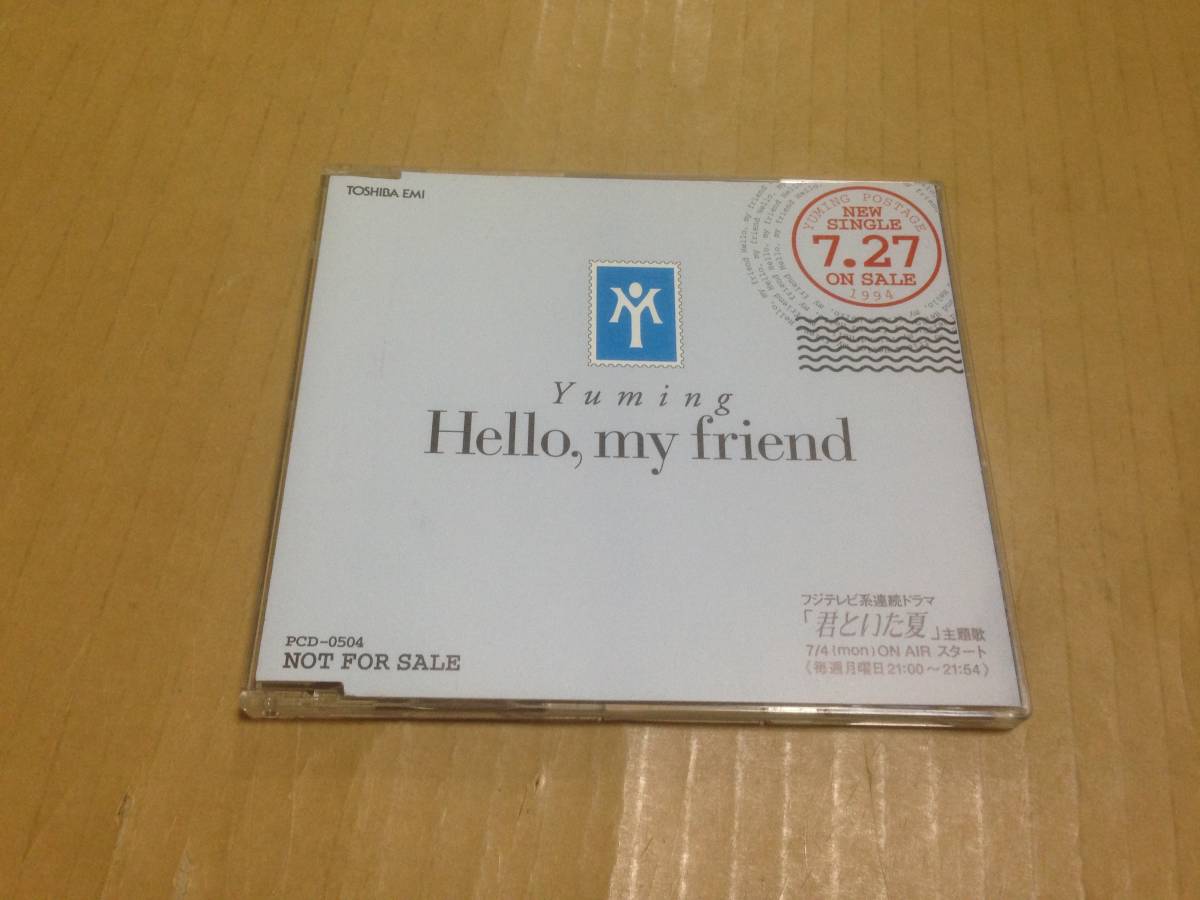 TOSHIBA EMI
YUMING POSTAGE
NEW
SINGLE
7.27
ON SALE
1994
Yuming
Hello, my friend
フジテレビ系連続ドラマ
「君といた夏」主題歌
7/4(mon)ON AIR スタート
《毎週月曜日21:00～21:54》
PCD-0504
NOT FOR SALE